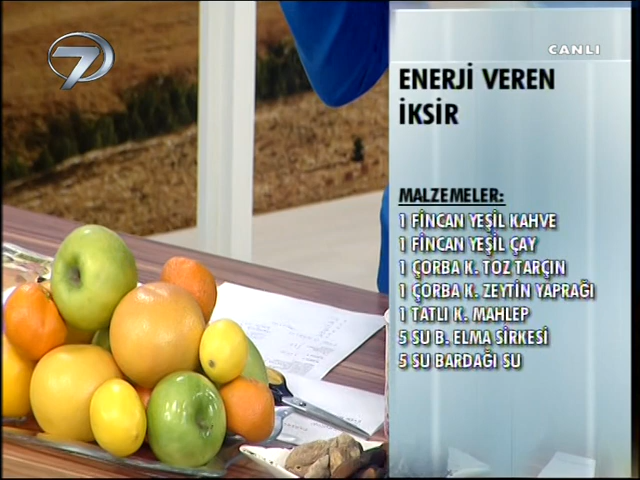 7
CANLI
ENERJİ VEREN
İKSİR
MALZEMELER:
1 FİNCAN YEŞİL KAHVE
1 FİNCAN YEŞİL ÇAY
1 ÇORBA K. TOZ TARÇIN
1 ÇORBA K. ZEYTİN YAPRAĞI
1 TATLI K. MAHLEP
5 SU B. ELMA SİRKESİ
5 SU BARDAĞI SU